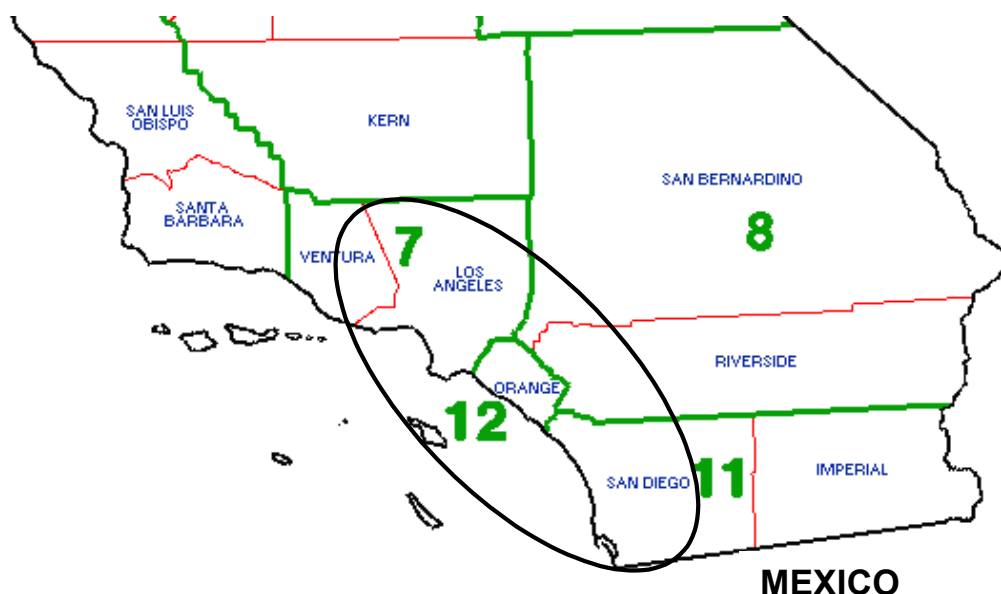 SAN LUIS
OBISPO
KERN
SAN BERNARDINO
SANTA
BARBARA
8
7
VENTURA
LOS
ANGELES
RIVERSIDE
ORANGE
12
SAN DIEGO
11
IMPERIAL
MEXICO